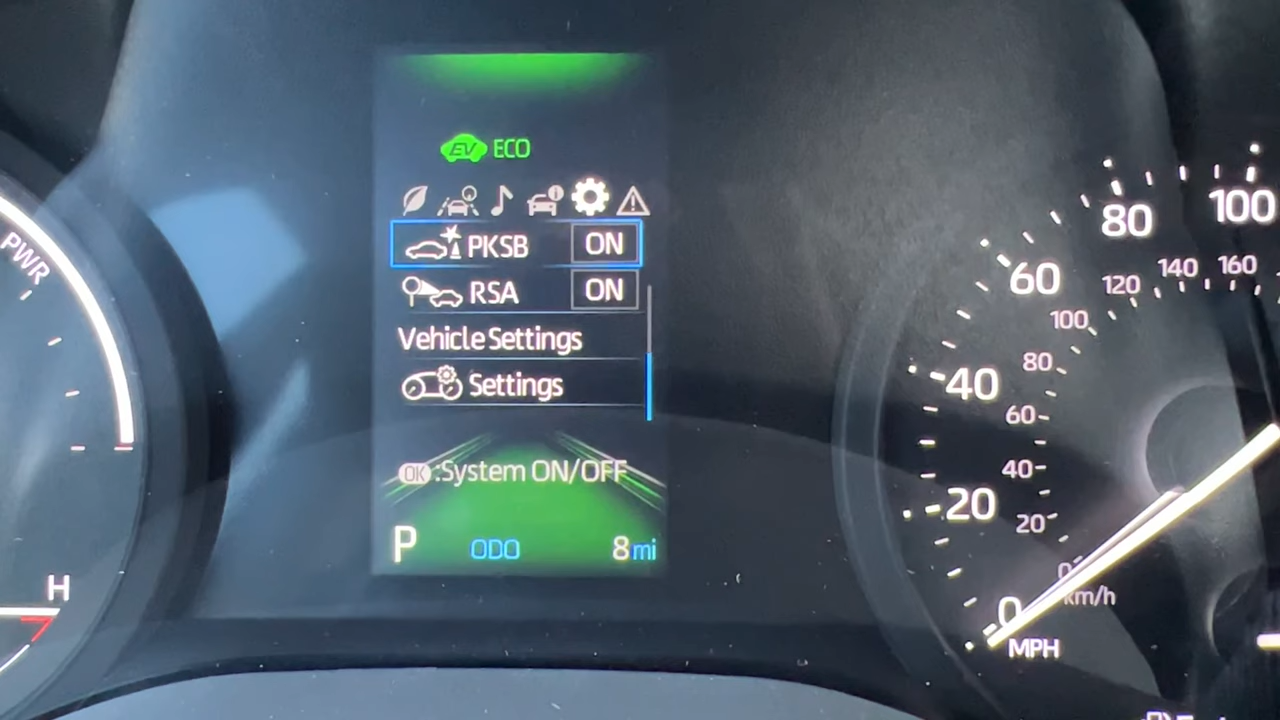 EV ECO
PKSB ON
RSA ON
Vehicle Settings
Settings
OK :System ON/OFF
P ODO 8 mi
PWR
H
100
80
60
40
20
0
MPH
160
140
120
100
80
60
40
20
0
km/h